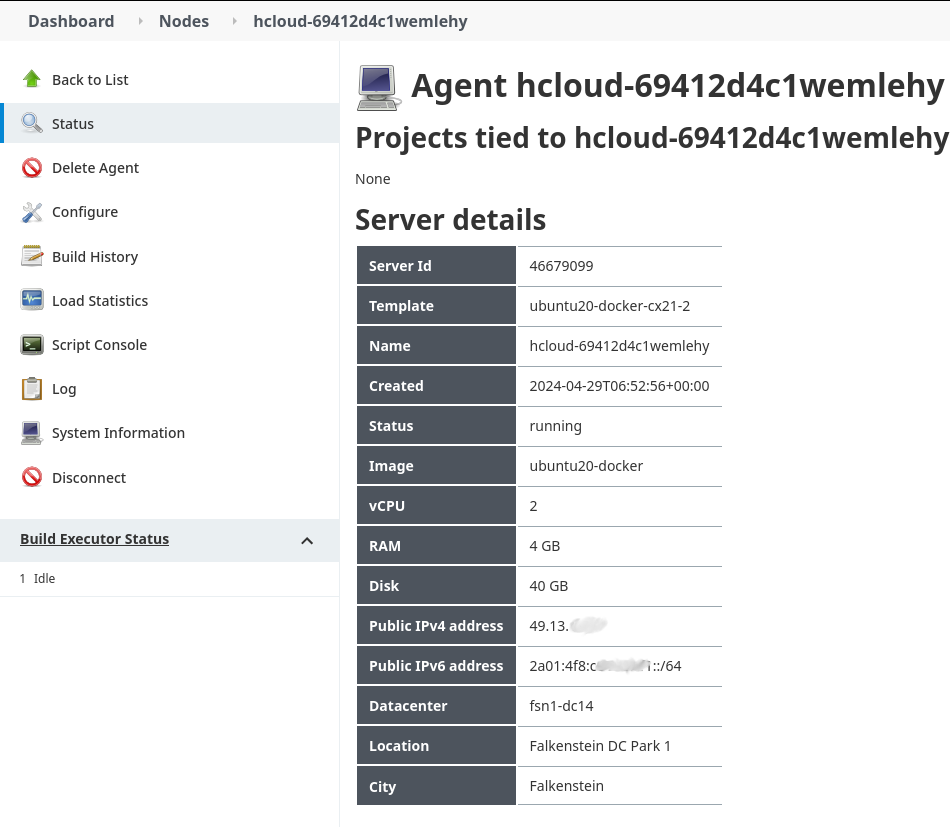 Dashboard Nodes hcloud-69412d4c1wemlehy
Back to List
Status
Delete Agent
Configure
Build History
Load Statistics
Script Console
Log
System Information
Disconnect
Build Executor Status
1 Idle
Agent hcloud-69412d4c1wemlehy
Projects tied to hcloud-69412d4c1wemlehy
None
Server details
Server Id 46679099
Template ubuntu20-docker-cx21-2
Name hcloud-69412d4c1wemlehy
Created 2024-04-29T06:52:56+00:00
Status running
Image ubuntu20-docker
vCPU 2
RAM 4 GB
Disk 40 GB
Public IPv4 address 49.13.
Public IPv6 address 2a01:4f8:c ::/64
Datacenter fsn1-dc14
Location Falkenstein DC Park 1
City Falkenstein